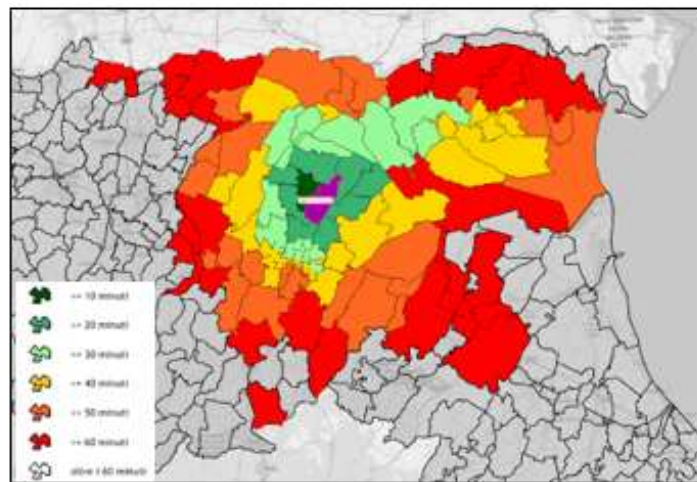 <= 10 minuti
<= 20 minuti
<= 30 minuti
<= 40 minuti
<= 50 minuti
<= 60 minuti
oltre i 60 minuti